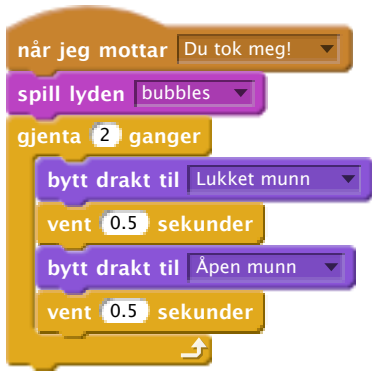 når jeg mottar Du tok meg!
spill lyden bubbles
gjenta 2 ganger
bytt drakt til Lukket munn
vent 0.5 sekunder
bytt drakt til Åpen munn
vent 0.5 sekunder